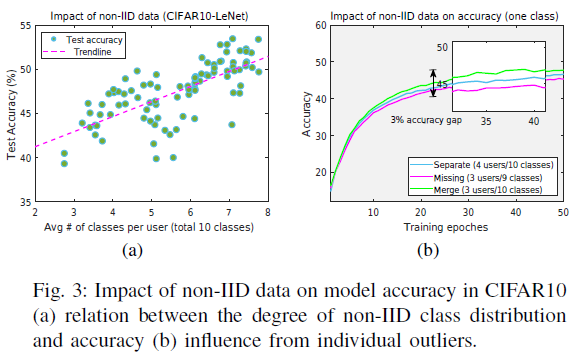 Impact of non-IID data (CIFAR10-LeNet)
Test accuracy
Trendline
Test Accuracy (%)
55
50
45
40
35
2 3 4 5 6 7 8
Avg # of classes per user (total 10 classes)
(a)
Impact of non-IID data on accuracy (one class)
Accuracy
60
50
40
30
20
50
45
35 40
3% accuracy gap
Separate (4 users/10 classes)
Missing (3 users/9 classes)
Merge (3 users/10 classes)
10 20 30 40 50
Training epoches
(b)
Fig. 3: Impact of non-IID data on model accuracy in CIFAR10
(a) relation between the degree of non-IID class distribution
and accuracy (b) influence from individual outliers.